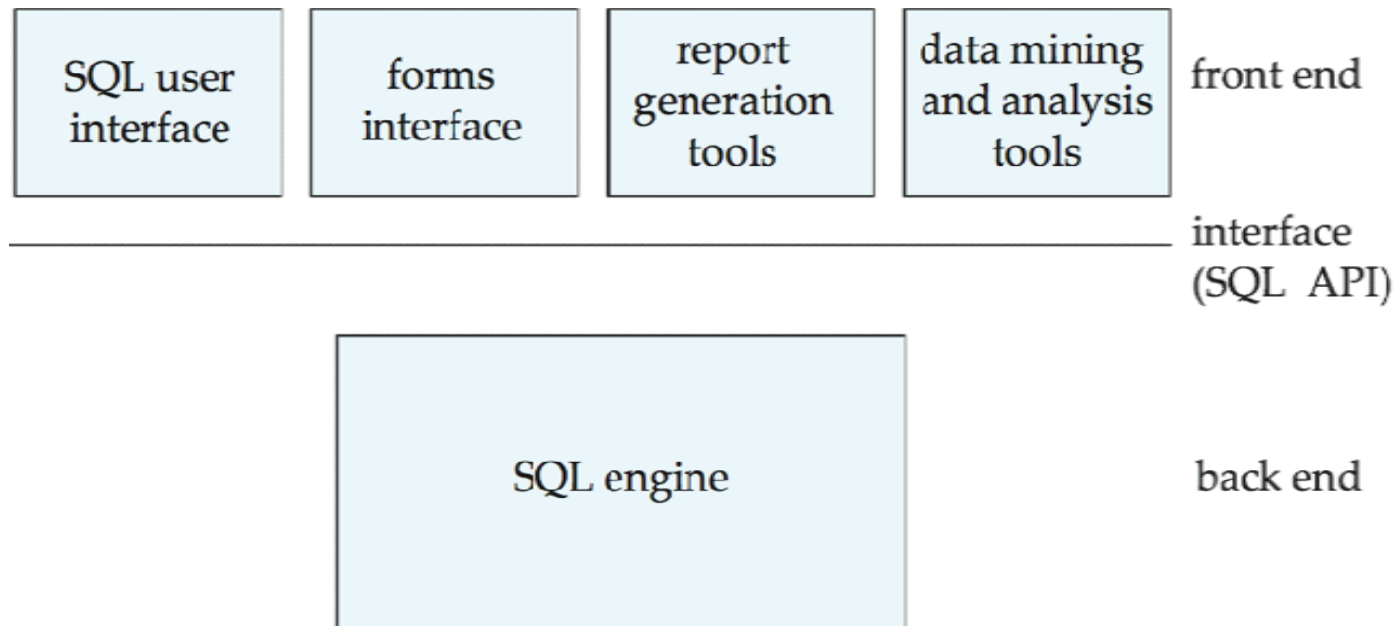 SQL user
interface
forms
interface
report
generation
tools
data mining
and analysis
tools
front end
interface
(SQL API)
SQL engine
back end